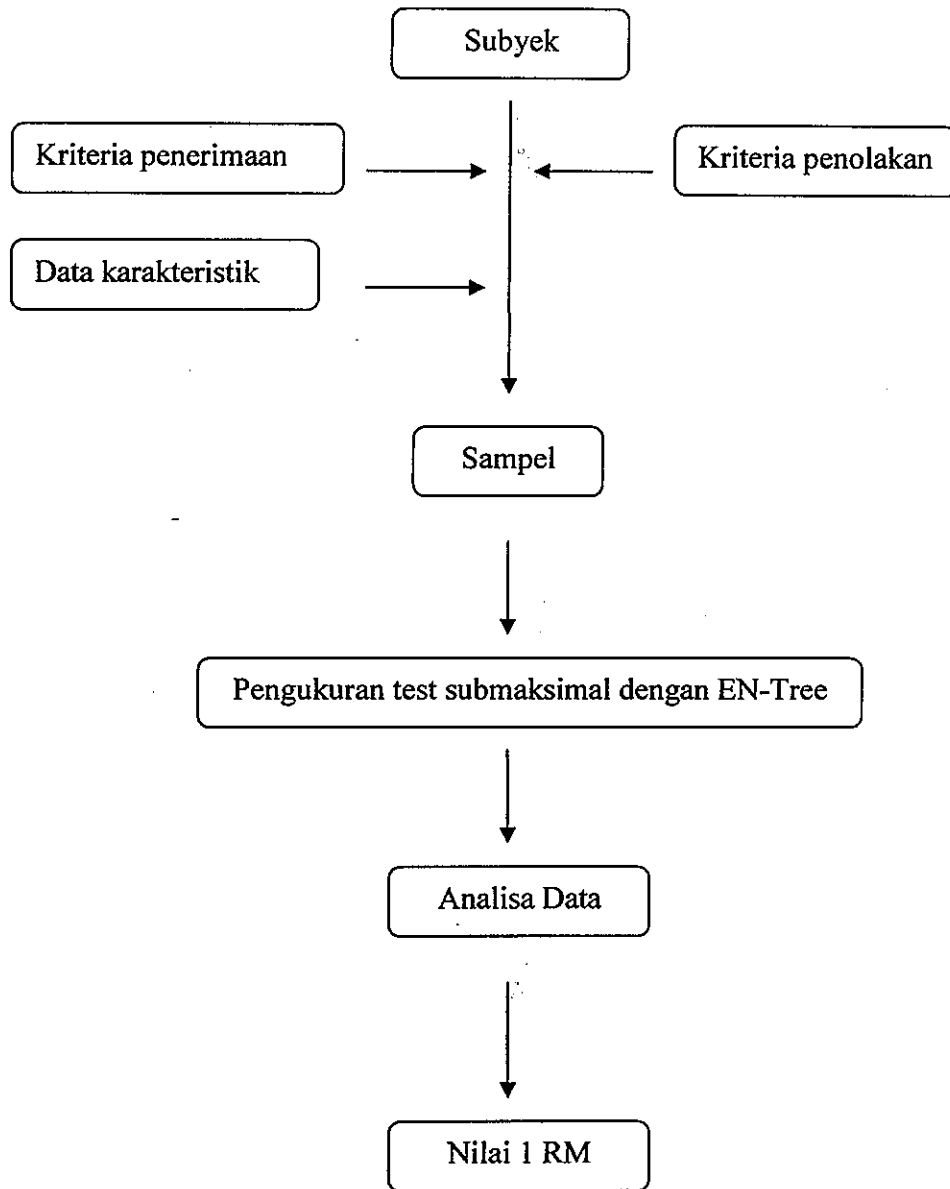 Subyek
Kriteria penerimaan
Kriteria penolakan
Data karakteristik
Sampel
Pengukuran test submaksimal dengan EN-Tree
Analisa Data
Nilai 1 RM